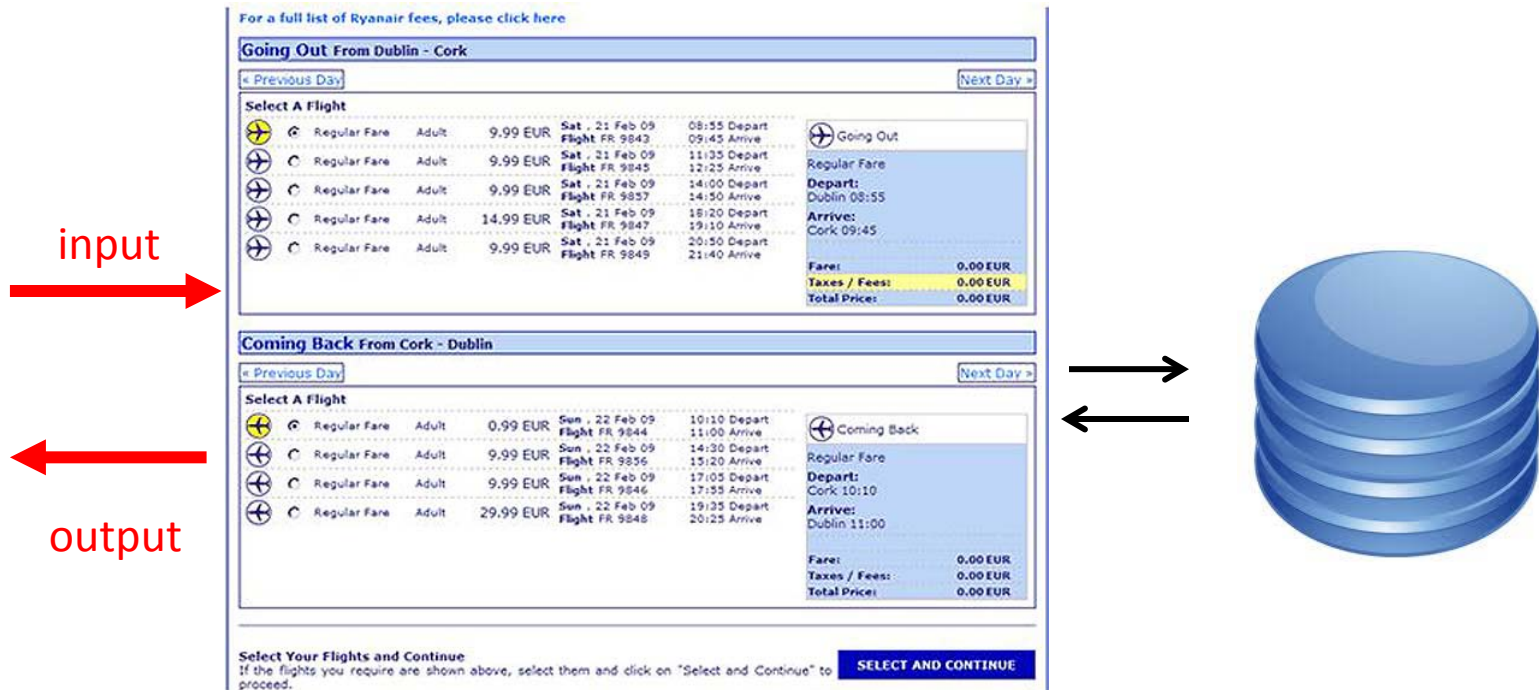 For a full list of Ryanair fees, please click here
Going Out From Dublin - Cork
« Previous Day
Next Day »
Select A Flight
Regular Fare Adult 9.99 EUR Sat , 21 Feb 09 08:55 Depart
Flight FR 9843 09:45 Arrive
Regular Fare Adult 9.99 EUR Sat , 21 Feb 09 11:35 Depart
Flight FR 9845 12:25 Arrive
Regular Fare Adult 9.99 EUR Sat , 21 Feb 09 14:00 Depart
Flight FR 9857 14:50 Arrive
Regular Fare Adult 14.99 EUR Sat , 21 Feb 09 18:20 Depart
Flight FR 9847 19:10 Arrive
Regular Fare Adult 9.99 EUR Sat , 21 Feb 09 20:50 Depart
Flight FR 9849 21:40 Arrive
Going Out
Regular Fare
Depart:
Dublin 08:55
Arrive:
Cork 09:45
Fare: 0.00 EUR
Taxes / Fees: 0.00 EUR
Total Price: 0.00 EUR
input
Coming Back From Cork - Dublin
« Previous Day
Next Day »
Select A Flight
Regular Fare Adult 0.99 EUR Sun , 22 Feb 09 10:10 Depart
Flight FR 9844 11:00 Arrive
Regular Fare Adult 9.99 EUR Sun , 22 Feb 09 14:30 Depart
Flight FR 9856 15:20 Arrive
Regular Fare Adult 9.99 EUR Sun , 22 Feb 09 17:05 Depart
Flight FR 9846 17:55 Arrive
Regular Fare Adult 29.99 EUR Sun , 22 Feb 09 19:35 Depart
Flight FR 9848 20:25 Arrive
Coming Back
Regular Fare
Depart:
Cork 10:10
Arrive:
Dublin 11:00
Fare: 0.00 EUR
Taxes / Fees: 0.00 EUR
Total Price: 0.00 EUR
output
Select Your Flights and Continue
If the flights you require are shown above, select them and click on "Select and Continue" to
proceed.
SELECT AND CONTINUE